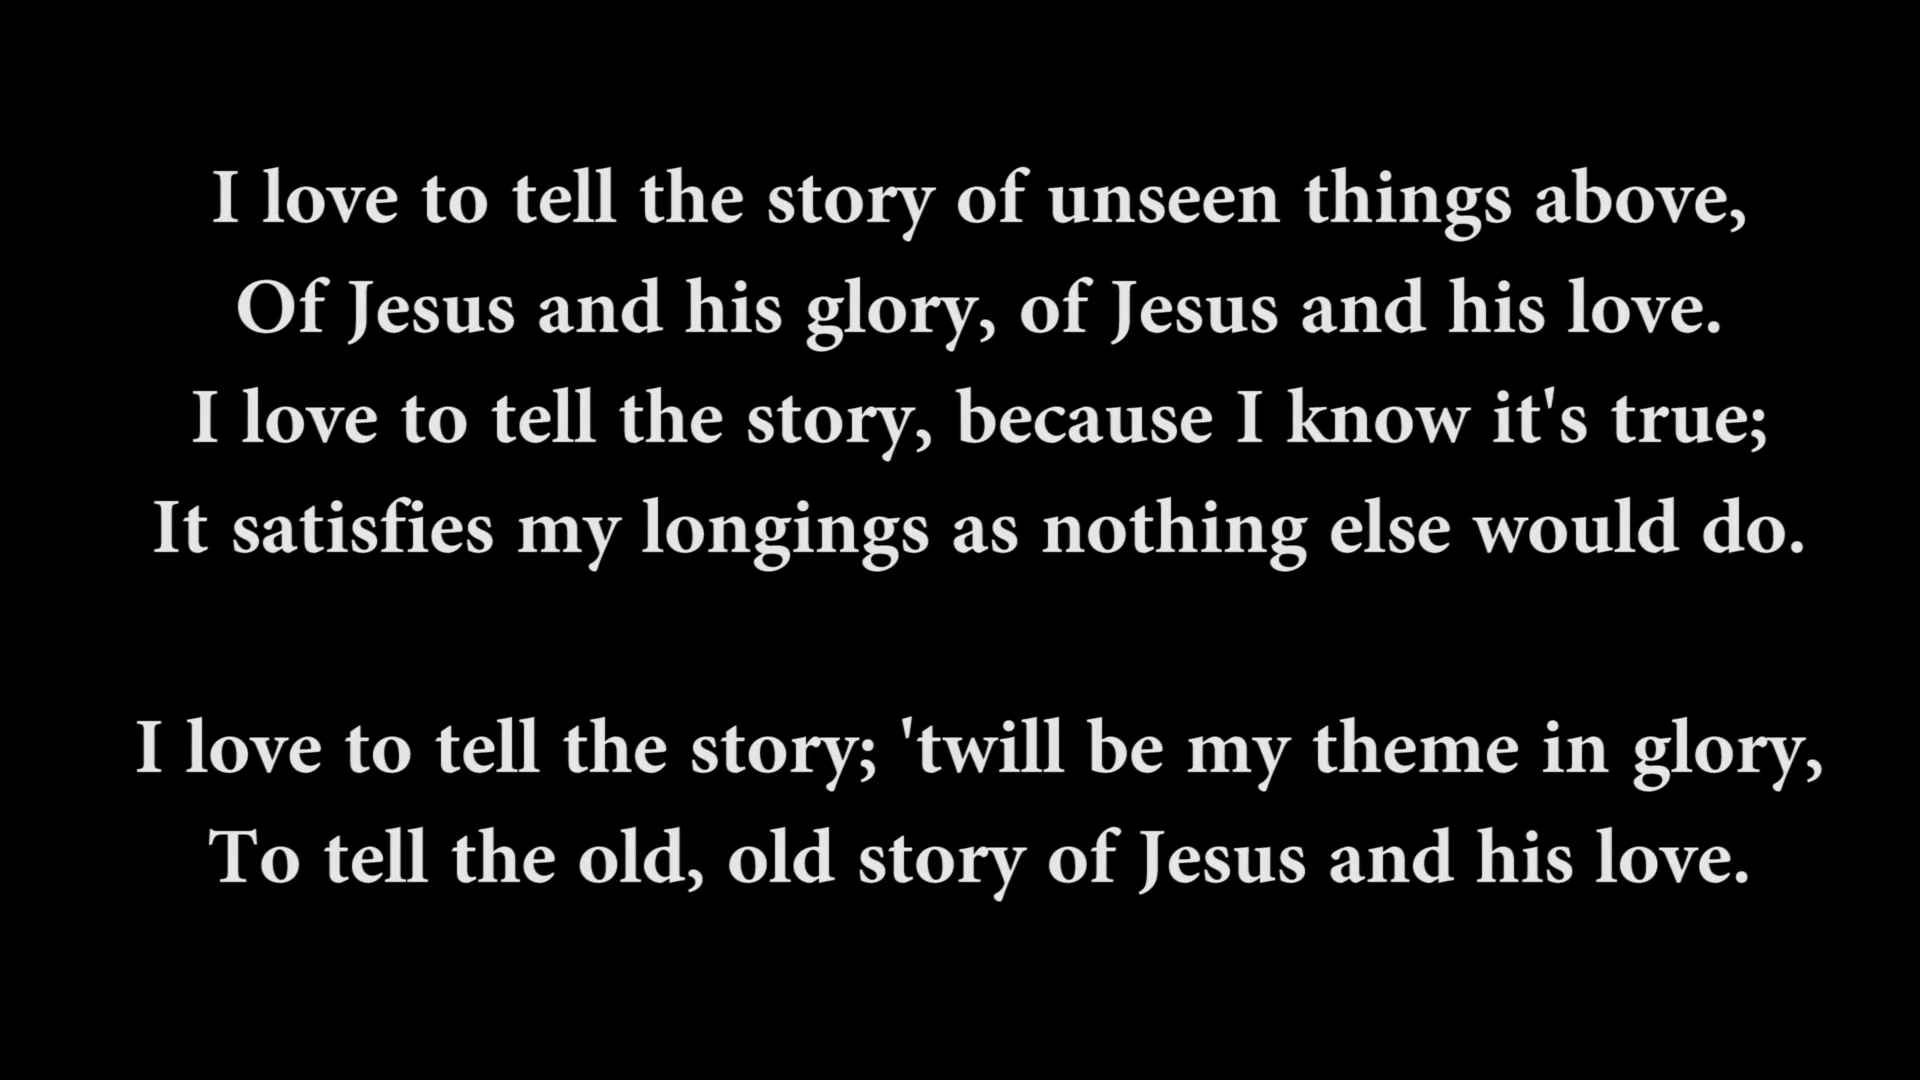 I love to tell the story of unseen things above,
Of Jesus and his glory, of Jesus and his love.
I love to tell the story, because I know it's true;
It satisfies my longings as nothing else would do.

I love to tell the story; 'twill be my theme in glory,
To tell the old, old story of Jesus and his love.